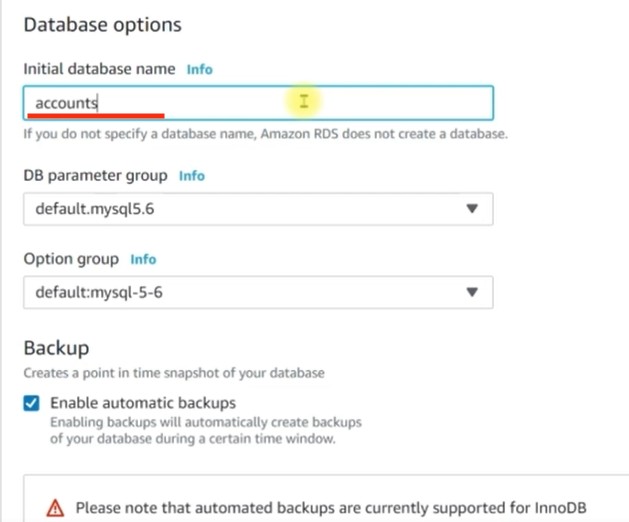 Database options
Initial database name Info
accounts
If you do not specify a database name, Amazon RDS does not create a database.
DB parameter group Info
default.mysql5.6
Option group Info
default:mysql-5-6
Backup
Creates a point in time snapshot of your database
Enable automatic backups
Enabling backups will automatically create backups
of your database during a certain time window.
Please note that automated backups are currently supported for InnoDB